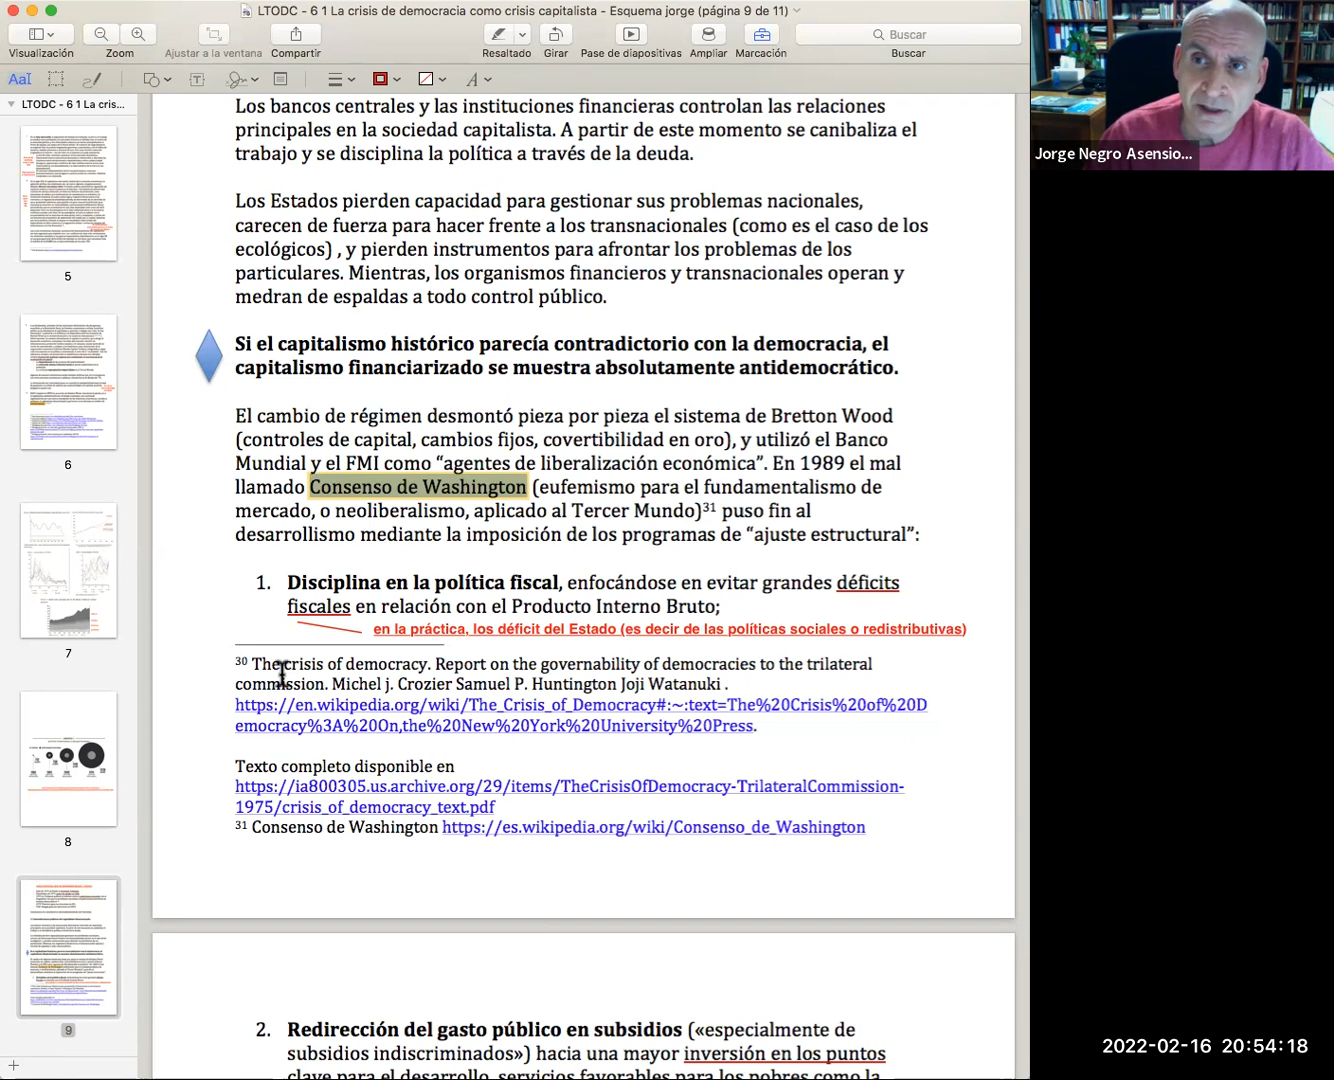 LTODC - 6 1 La crisis de democracia como crisis capitalista - Esquema jorge (página 9 de 11)
Visualización
Zoom
Ajustar a la ventana
Compartir
Resaltado
Girar
Pase de diapositivas
Ampliar
Marcación
Buscar
Buscar
AaI
LTODC - 6 1 La cris...
5
6
7
8
9
Los bancos centrales y las instituciones financieras controlan las relaciones
principales en la sociedad capitalista. A partir de este momento se canibaliza el
trabajo y se disciplina la política a través de la deuda.
Los Estados pierden capacidad para gestionar sus problemas nacionales,
carecen de fuerza para hacer frente a los transnacionales (como es el caso de los
ecológicos) , y pierden instrumentos para afrontar los problemas de los
particulares. Mientras, los organismos financieros y transnacionales operan y
medran de espaldas a todo control público.
Si el capitalismo histórico parecía contradictorio con la democracia, el
capitalismo financiarizado se muestra absolutamente antidemocrático.
El cambio de régimen desmontó pieza por pieza el sistema de Bretton Wood
(controles de capital, cambios fijos, covertibilidad en oro), y utilizó el Banco
Mundial y el FMI como “agentes de liberalización económica”. En 1989 el mal
llamado Consenso de Washington (eufemismo para el fundamentalismo de
mercado, o neoliberalismo, aplicado al Tercer Mundo)31 puso fin al
desarrollismo mediante la imposición de los programas de “ajuste estructural”:
1. Disciplina en la política fiscal, enfocándose en evitar grandes déficits
fiscales en relación con el Producto Interno Bruto;
en la práctica, los déficit del Estado (es decir de las políticas sociales o redistributivas)
30 The crisis of democracy. Report on the governability of democracies to the trilateral
commission. Michel j. Crozier Samuel P. Huntington Joji Watanuki .
https://en.wikipedia.org/wiki/The_Crisis_of_Democracy#:~:text=The%20Crisis%20of%20D
emocracy%3A%20On,the%20New%20York%20University%20Press.
Texto completo disponible en
https://ia800305.us.archive.org/29/items/TheCrisisOfDemocracy-TrilateralCommission-
1975/crisis_of_democracy_text.pdf
31 Consenso de Washington https://es.wikipedia.org/wiki/Consenso_de_Washington
2. Redirección del gasto público en subsidios («especialmente de
subsidios indiscriminados») hacia una mayor inversión en los puntos
clave para el desarrollo, servicios favorables para los pobres como la
Jorge Negro Asensio...
2022-02-16 20:54:18